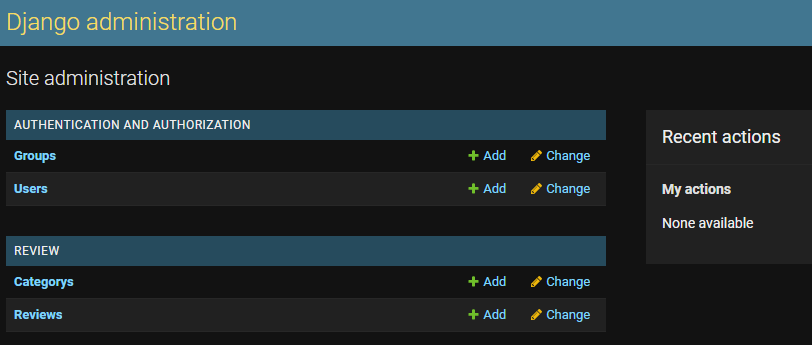 Django administration
Site administration
AUTHENTICATION AND AUTHORIZATION
Groups Add Change
Users Add Change
REVIEW
Categorys Add Change
Reviews Add Change
Recent actions
My actions
None available